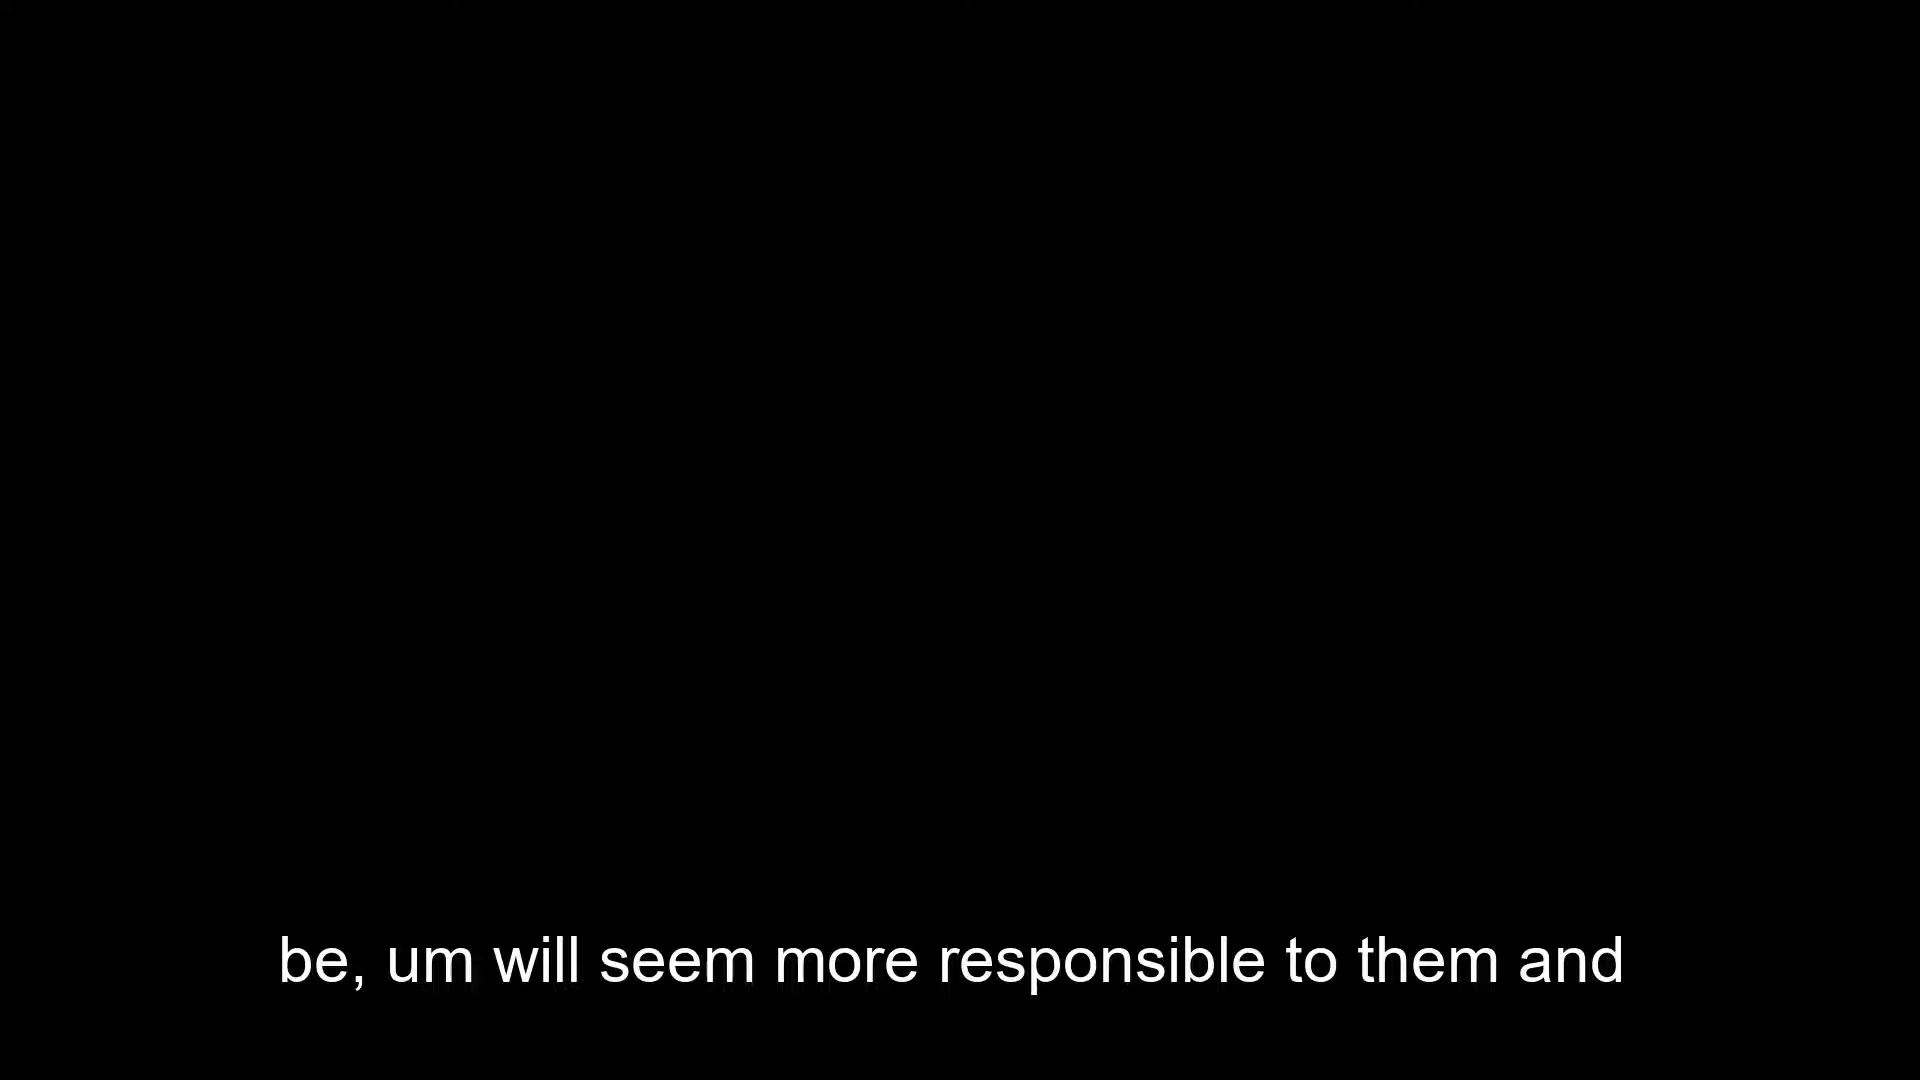 be, um will seem more responsible to them and